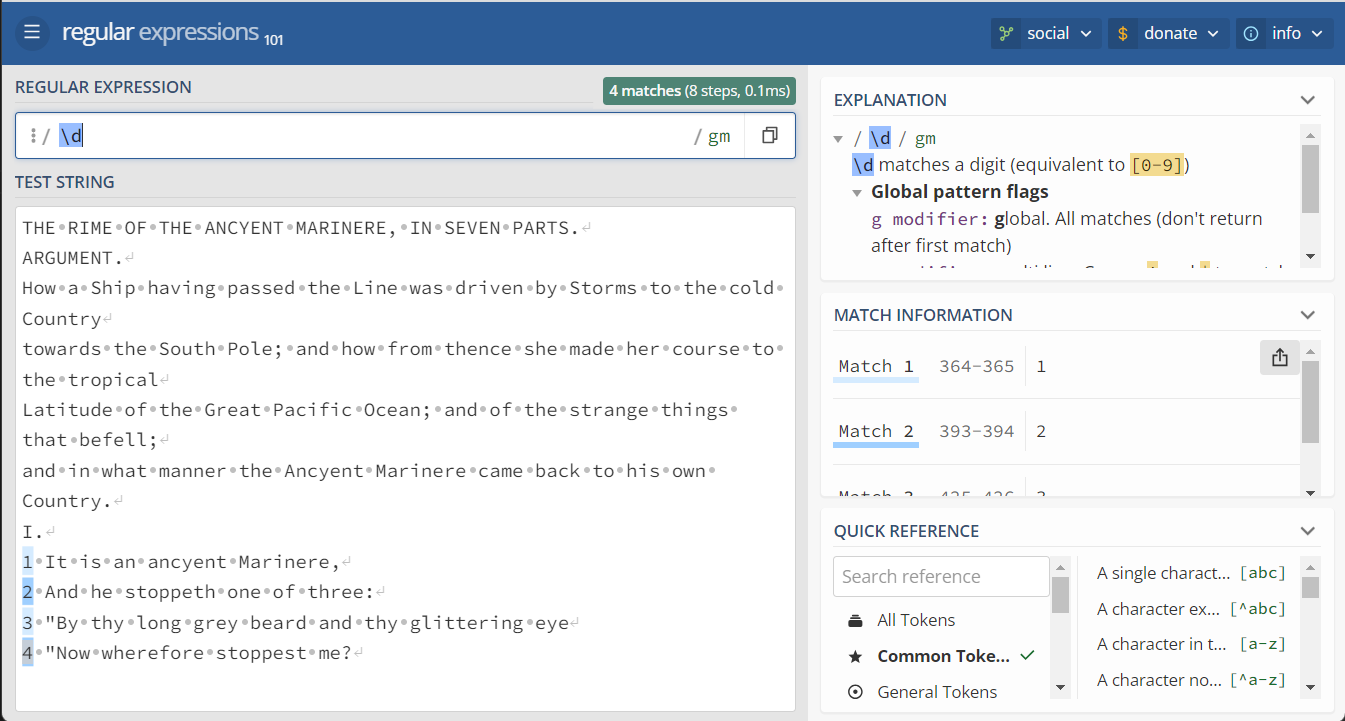 regular expressions 101
social
donate
info
REGULAR EXPRESSION
4 matches (8 steps, 0.1ms)
/ \d / gm
TEST STRING
THE•RIME•OF•THE•ANCYENT•MARINERE,•IN•SEVEN•PARTS.↵
ARGUMENT.↵
How•a•Ship•having•passed•the•Line•was•driven•by•Storms•to•the•cold•
Country↵
towards•the•South•Pole;•and•how•from•thence•she•made•her•course•to•
the•tropical↵
Latitude•of•the•Great•Pacific•Ocean;•and•of•the•strange•things•
that•befell;↵
and•in•what•manner•the•Ancyent•Marinere•came•back•to•his•own•
Country.↵
I.↵
1•It•is•an•ancyent•Marinere,↵
2•And•he•stoppeth•one•of•three:↵
3•"By•thy•long•grey•beard•and•thy•glittering•eye↵
4•"Now•wherefore•stoppest•me?↵
EXPLANATION
/ \d / gm
\d matches a digit (equivalent to [0-9])
Global pattern flags
g modifier: global. All matches (don't return
after first match)
MATCH INFORMATION
Match 1 364-365 1
Match 2 393-394 2
QUICK REFERENCE
Search reference
All Tokens
Common Toke...
General Tokens
A single charact... [abc]
A character ex... [^abc]
A character in t... [a-z]
A character no... [^a-z]